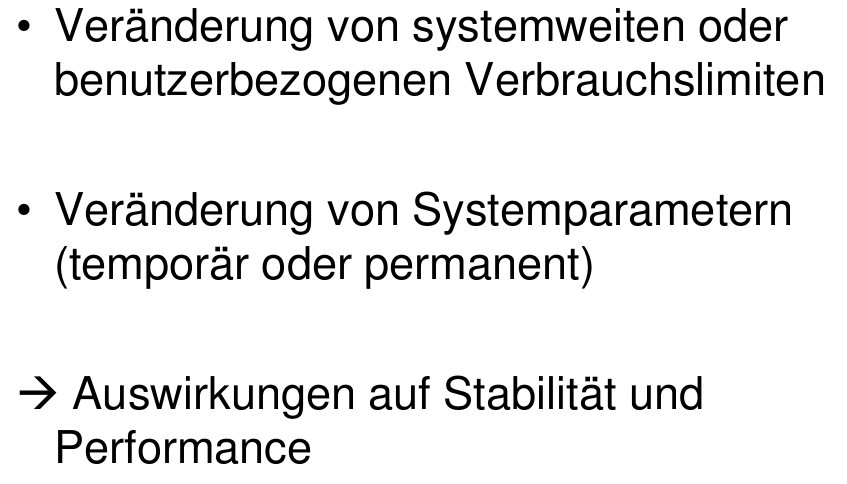 • Veränderung von systemweiten oder
benutzerbezogenen Verbrauchslimiten
• Veränderung von Systemparametern
(temporär oder permanent)
→ Auswirkungen auf Stabilität und
Performance